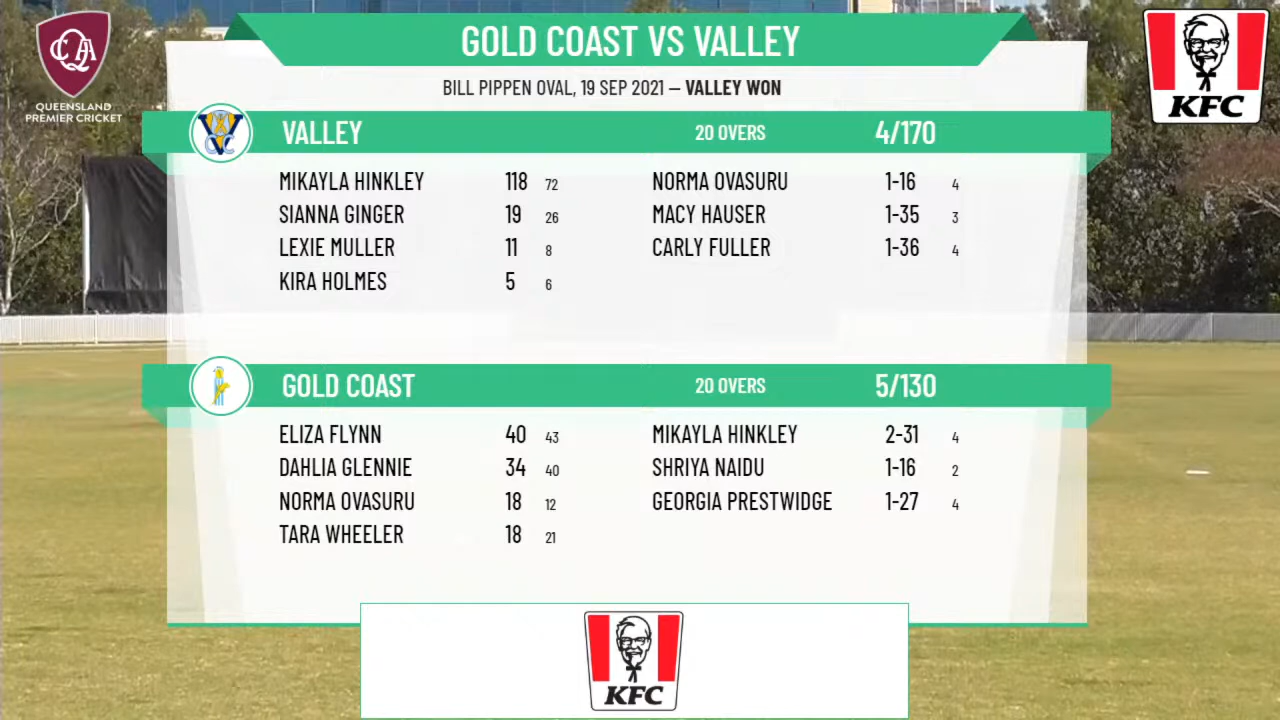 QUEENSLAND
PREMIER CRICKET
GOLD COAST VS VALLEY
KFC
BILL PIPPEN OVAL, 19 SEP 2021 – VALLEY WON
VALLEY 20 OVERS 4/170
MIKAYLA HINKLEY 118 72 NORMA OVASURU 1-16 4
SIANNA GINGER 19 26 MACY HAUSER 1-35 3
LEXIE MULLER 11 8 CARLY FULLER 1-36 4
KIRA HOLMES 5 6
GOLD COAST 20 OVERS 5/130
ELIZA FLYNN 40 43 MIKAYLA HINKLEY 2-31 4
DAHLIA GLENNIE 34 40 SHRIYA NAIDU 1-16 2
NORMA OVASURU 18 12 GEORGIA PRESTWIDGE 1-27 4
TARA WHEELER 18 21
KFC